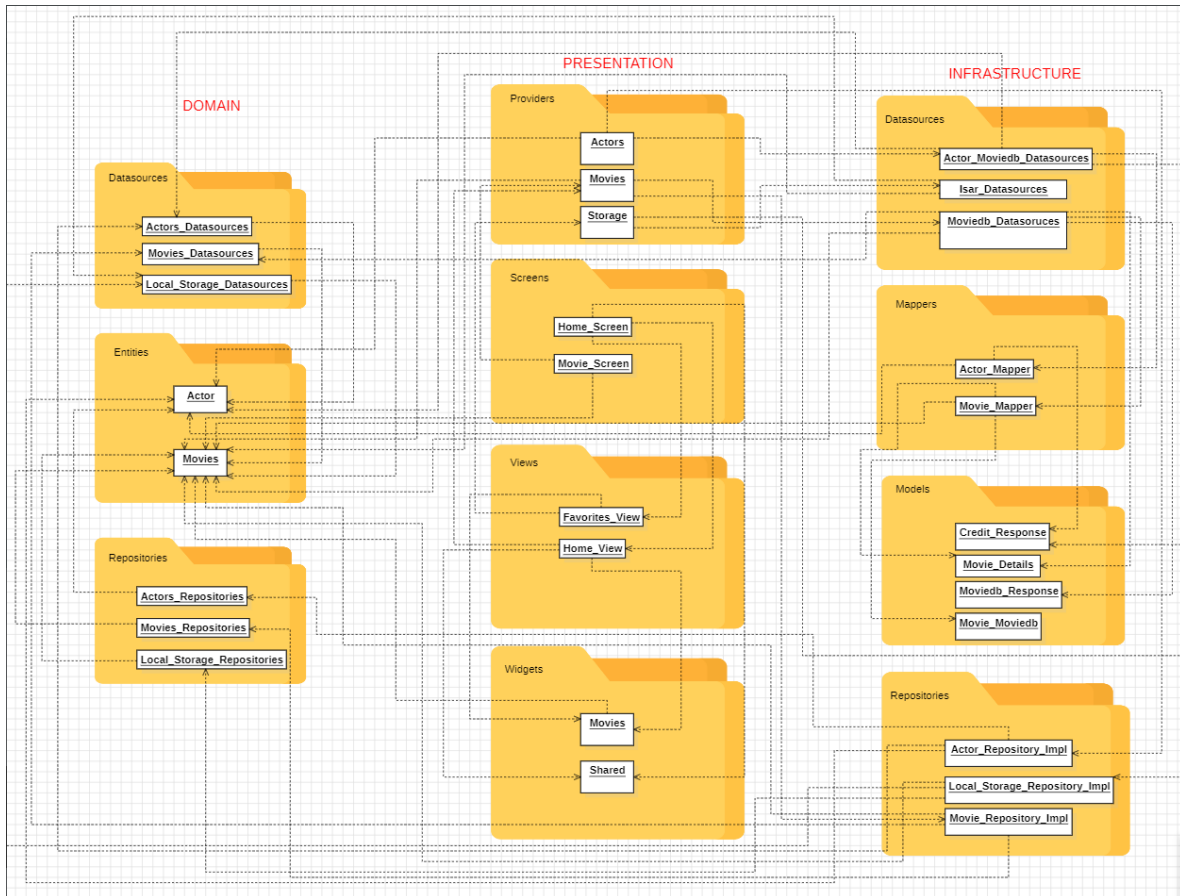 DOMAIN
Datasources
Actors_Datasources
Movies_Datasources
Local_Storage_Datasources
Entities
Actor
Movies
Repositories
Actors_Repositories
Movies_Repositories
Local_Storage_Repositories
PRESENTATION
Providers
Actors
Movies
Storage
Screens
Home_Screen
Movie_Screen
Views
Favorites_View
Home_View
Widgets
Movies
Shared
INFRASTRUCTURE
Datasources
Actor_Moviedb_Datasources
Isar_Datasources
Moviedb_Datasoruces
Mappers
Actor_Mapper
Movie_Mapper
Models
Credit_Response
Movie_Details
Moviedb_Response
Movie_Moviedb
Repositories
Actor_Repository_Impl
Local_Storage_Repository_Impl
Movie_Repository_Impl